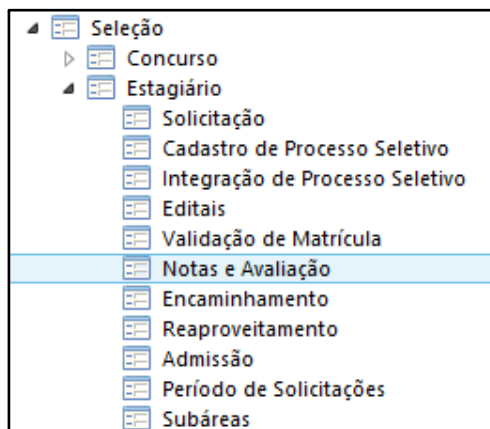 Seleção
Concurso
Estagiário
Solicitação
Cadastro de Processo Seletivo
Integração de Processo Seletivo
Editais
Validação de Matrícula
Notas e Avaliação
Encaminhamento
Reaproveitamento
Admissão
Período de Solicitações
Subáreas